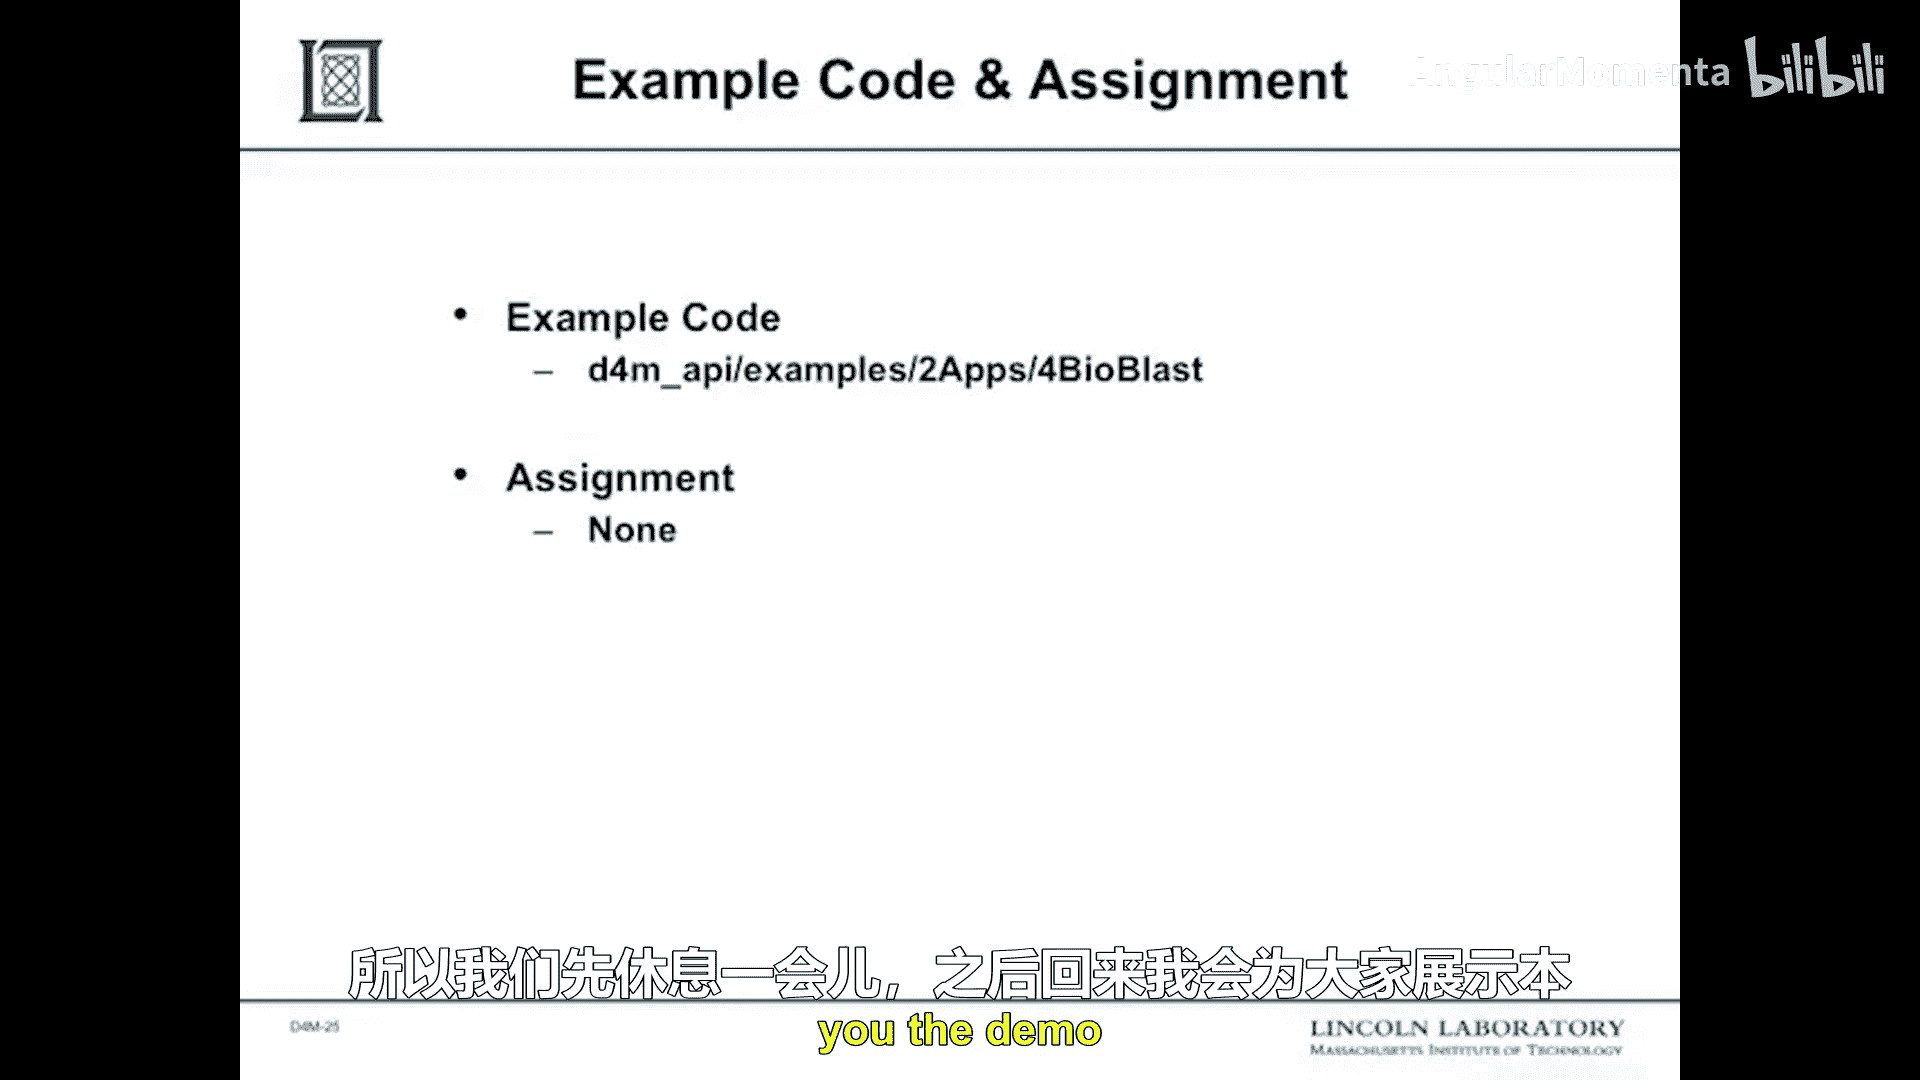 Example Code & Assignment
AngularMomenta bilibili
• Example Code
– d4m_api/examples/2Apps/4BioBlast
• Assignment
– None
所以我们先休息一会儿，之后回来我会为大家展示本
you the demo
D4M-25
LINCOLN LABORATORY
MASSACHUSETTS INSTITUTE OF TECHNOLOGY